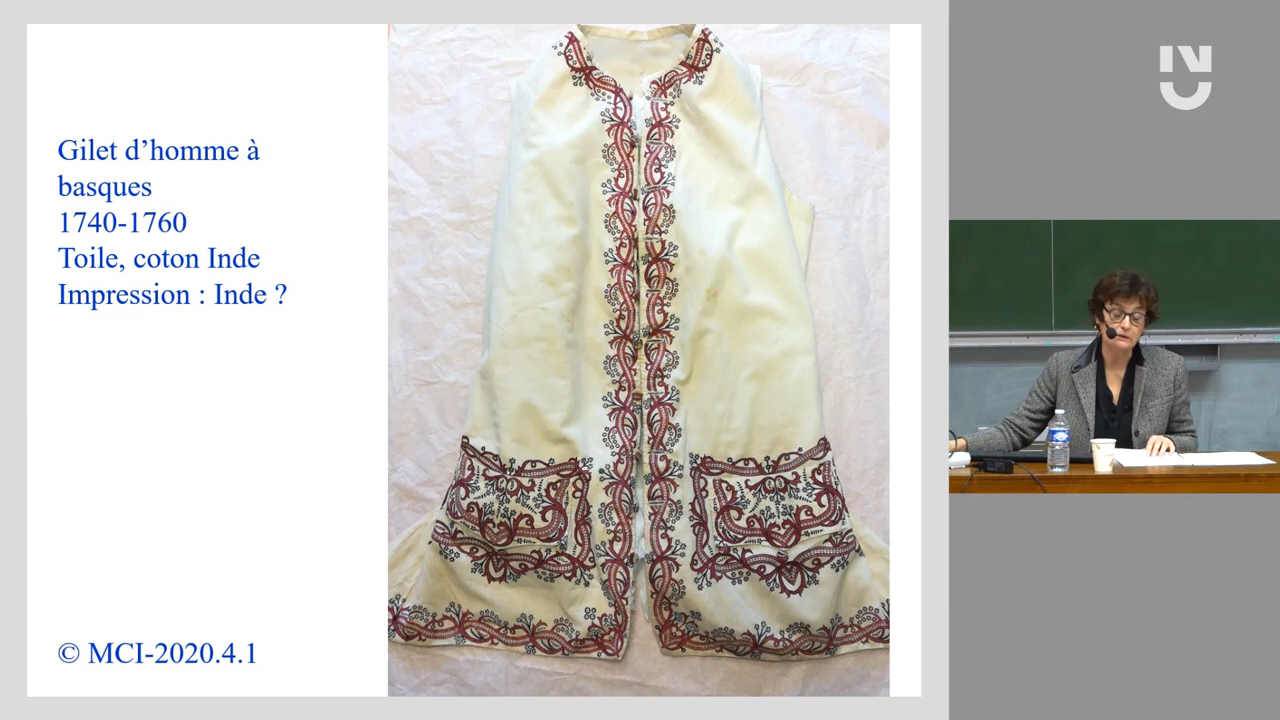 Gilet d’homme à
basques
1740-1760
Toile, coton Inde
Impression : Inde ?
© MCI-2020.4.1